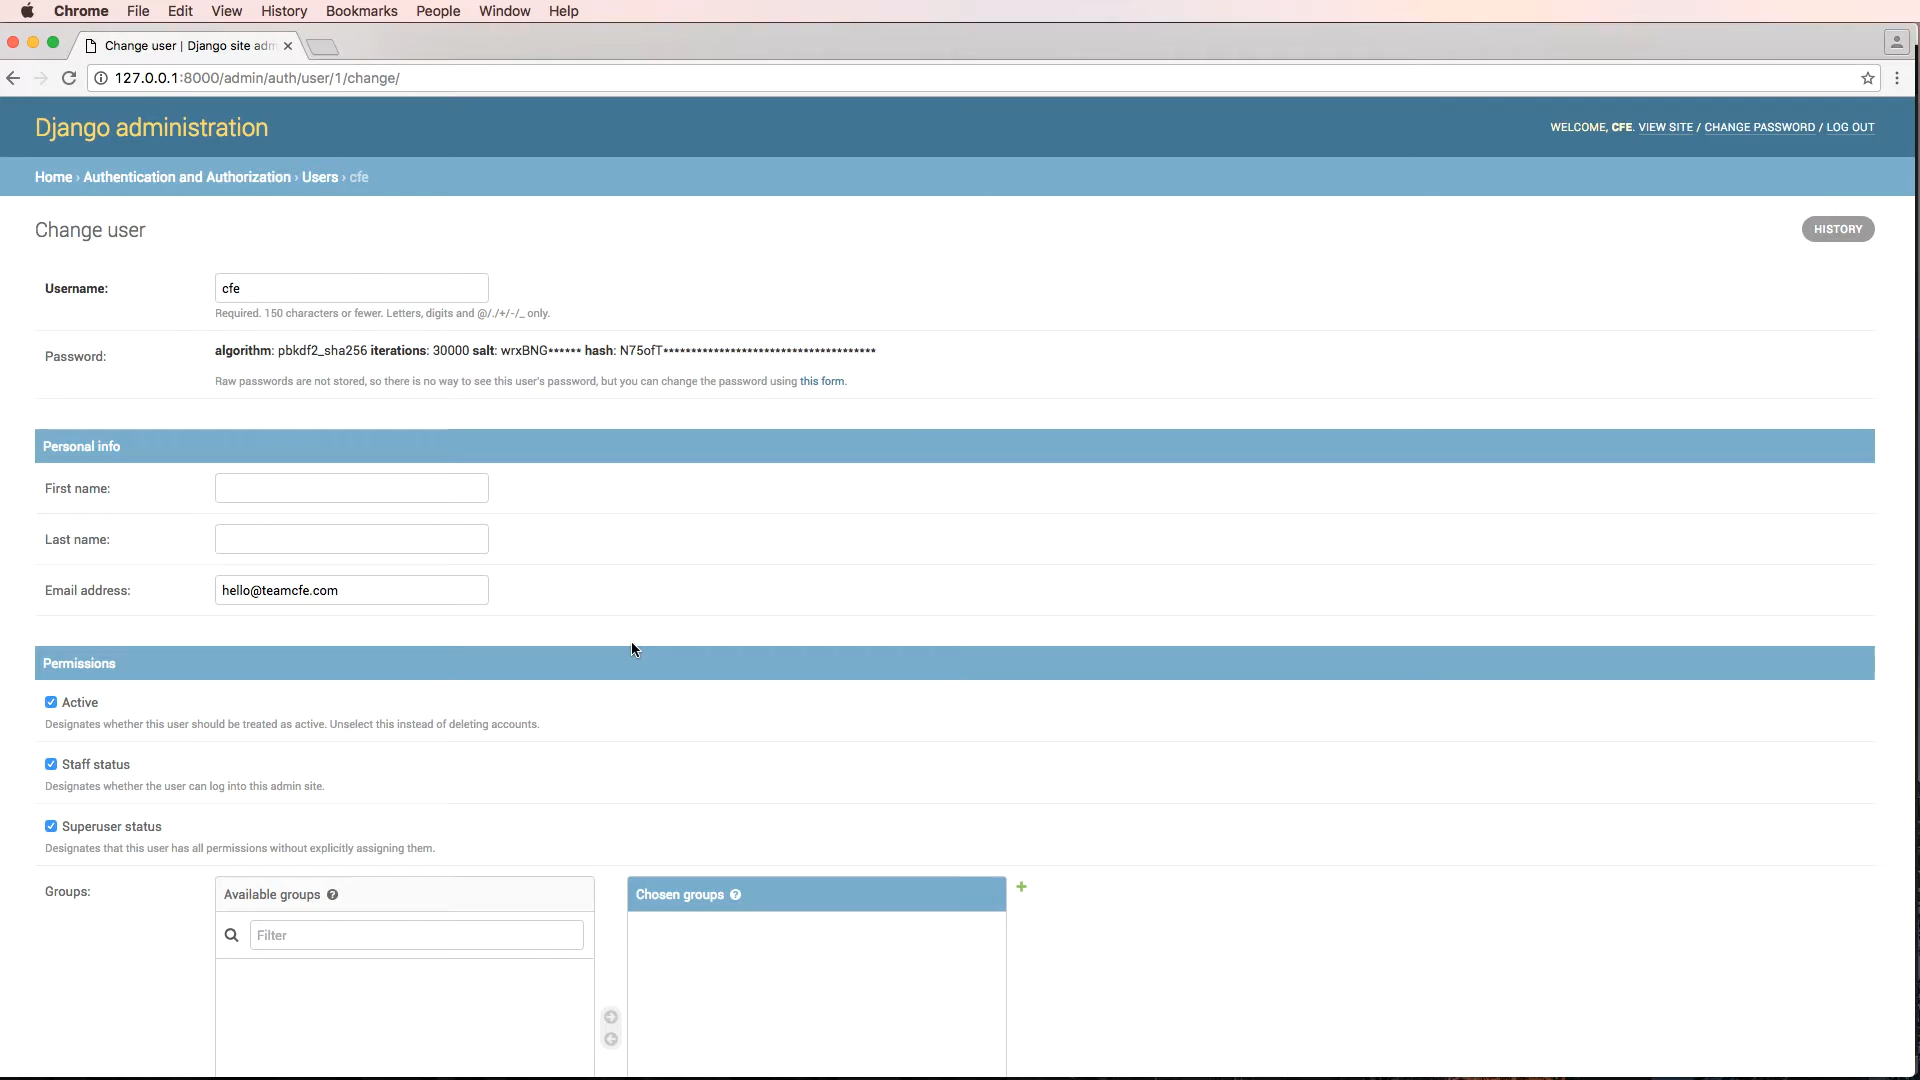 Chrome File Edit View History Bookmarks People Window Help
Change user | Django site adm
127.0.0.1:8000/admin/auth/user/1/change/
Django administration
WELCOME, CFE. VIEW SITE / CHANGE PASSWORD / LOG OUT
Home › Authentication and Authorization › Users › cfe
Change user
HISTORY
Username: cfe
Required. 150 characters or fewer. Letters, digits and @/./+/-/_ only.
Password: algorithm: pbkdf2_sha256 iterations: 30000 salt: wrxBNG****** hash: N75ofT**************************************
Raw passwords are not stored, so there is no way to see this user's password, but you can change the password using this form.
Personal info
First name:
Last name:
Email address: hello@teamcfe.com
Permissions
Active
Designates whether this user should be treated as active. Unselect this instead of deleting accounts.
Staff status
Designates whether the user can log into this admin site.
Superuser status
Designates that this user has all permissions without explicitly assigning them.
Groups: Available groups ? Chosen groups ? +
Filter